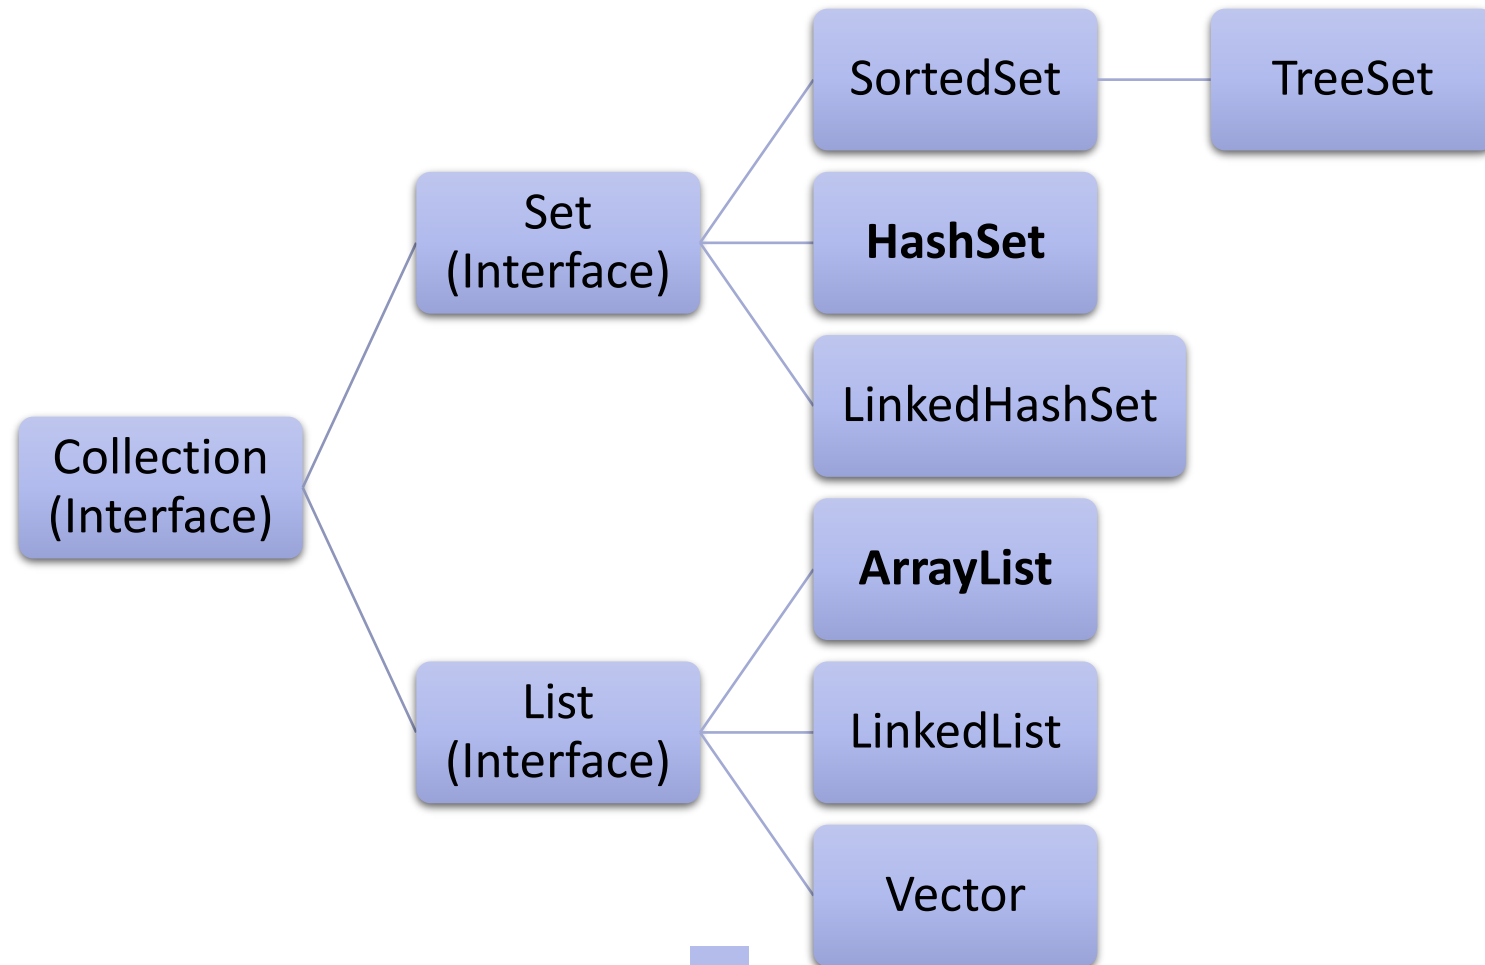 SortedSet
TreeSet
Set
(Interface)
HashSet
LinkedHashSet
Collection
(Interface)
ArrayList
List
(Interface)
LinkedList
Vector